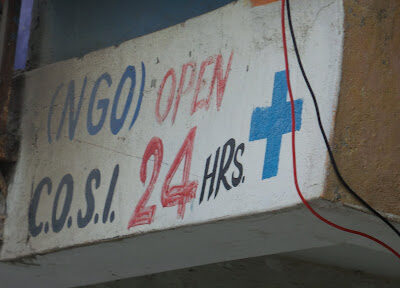 (NGO) OPEN
C.O.S.I. 24 HRS.